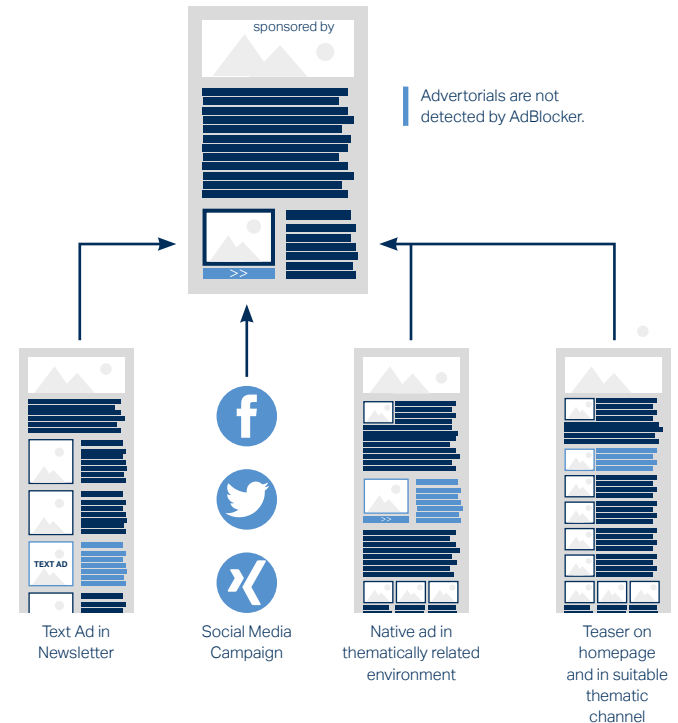 sponsored by
Advertorials are not
detected by AdBlocker.
>>
>>
TEXT AD
Text Ad in
Newsletter
Social Media
Campaign
Native ad in
thematically related
environment
Teaser on
homepage
and in suitable
thematic
channel